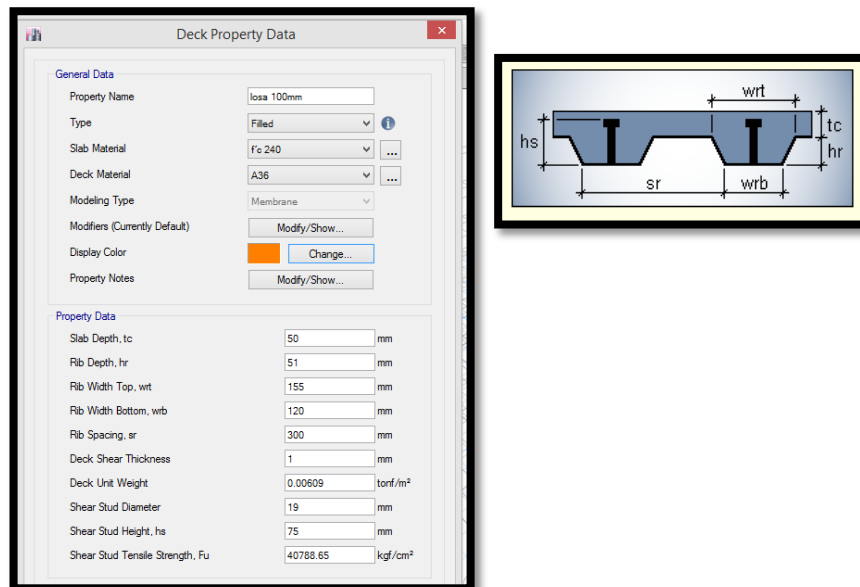 Deck Property Data
General Data
Property Name losa 100mm
Type Filled
Slab Material f'c 240 ...
Deck Material A36 ...
Modeling Type Membrane
Modifiers (Currently Default) Modify/Show...
Display Color Change...
Property Notes Modify/Show...
Property Data
Slab Depth, tc 50 mm
Rib Depth, hr 51 mm
Rib Width Top, wrt 155 mm
Rib Width Bottom, wrb 120 mm
Rib Spacing, sr 300 mm
Deck Shear Thickness 1 mm
Deck Unit Weight 0.00609 tonf/m²
Shear Stud Diameter 19 mm
Shear Stud Height, hs 75 mm
Shear Stud Tensile Strength, Fu 40788.65 kgf/cm²
wrt
tc
hs
hr
sr
wrb